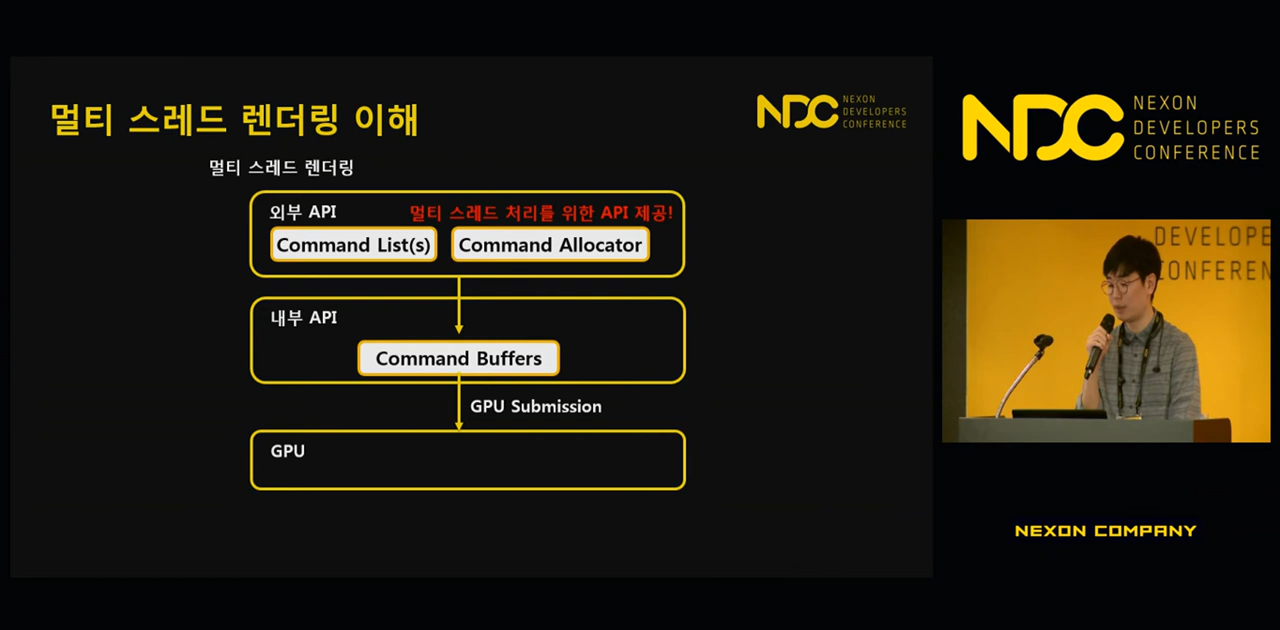 멀티 스레드 렌더링 이해
NDC NEXON
DEVELOPERS
CONFERENCE
멀티 스레드 렌더링
외부 API
멀티 스레드 처리를 위한 API 제공!
Command List(s)
Command Allocator
내부 API
Command Buffers
GPU Submission
GPU
NDC NEXON
DEVELOPERS
CONFERENCE
DEVELOPE
CONFEREN
NEXON COMPANY